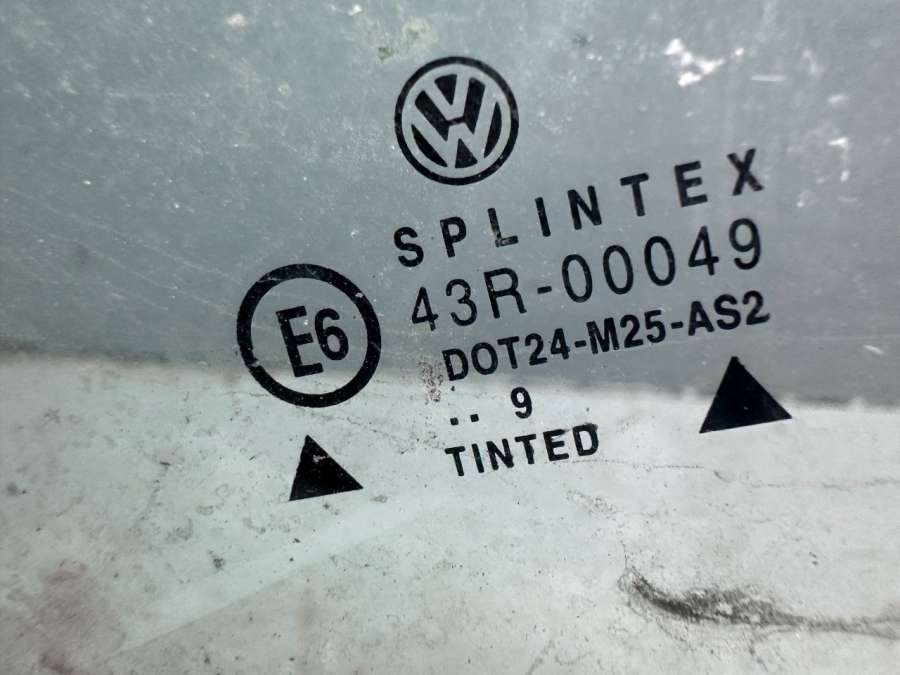 SPLINTEX
43R-00049
E6
DOT24-M25-AS2
.. 9
TINTED